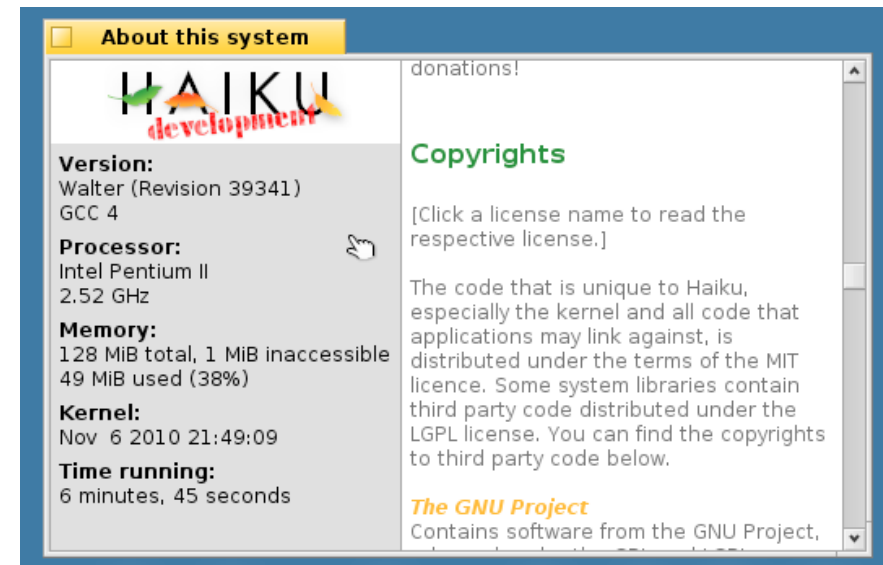 About this system
HAIKU
development
Version:
Walter (Revision 39341)
GCC 4
Processor:
Intel Pentium II
2.52 GHz
Memory:
128 MiB total, 1 MiB inaccessible
49 MiB used (38%)
Kernel:
Nov  6 2010 21:49:09
Time running:
6 minutes, 45 seconds
donations!
Copyrights
[Click a license name to read the
respective license.]
The code that is unique to Haiku,
especially the kernel and all code that
applications may link against, is
distributed under the terms of the MIT
licence. Some system libraries contain
third party code distributed under the
LGPL license. You can find the copyrights
to third party code below.
The GNU Project
Contains software from the GNU Project,